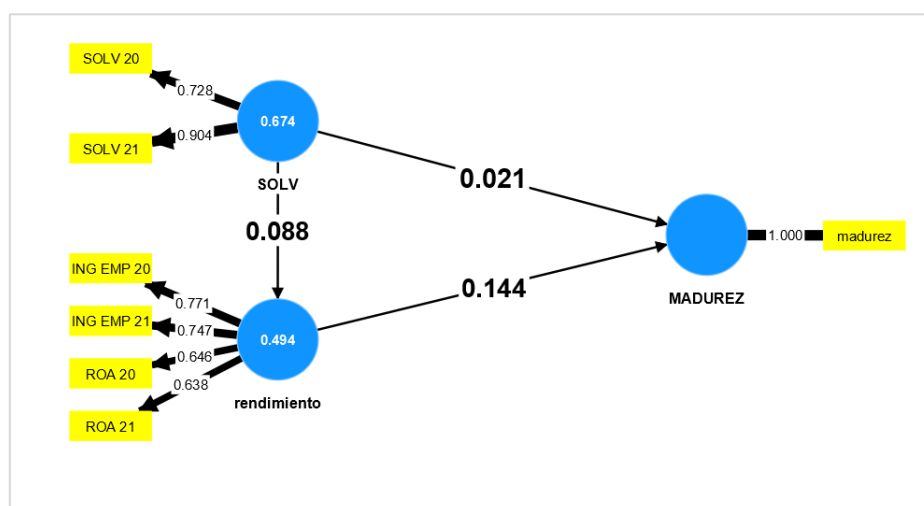 SOLV 20
0.728
SOLV 21
0.904
0.674
SOLV
0.021
0.088
1.000
madurez
MADUREZ
0.144
ING EMP 20
0.771
ING EMP 21
0.747
0.494
ROA 20
0.646
0.638
ROA 21
rendimiento